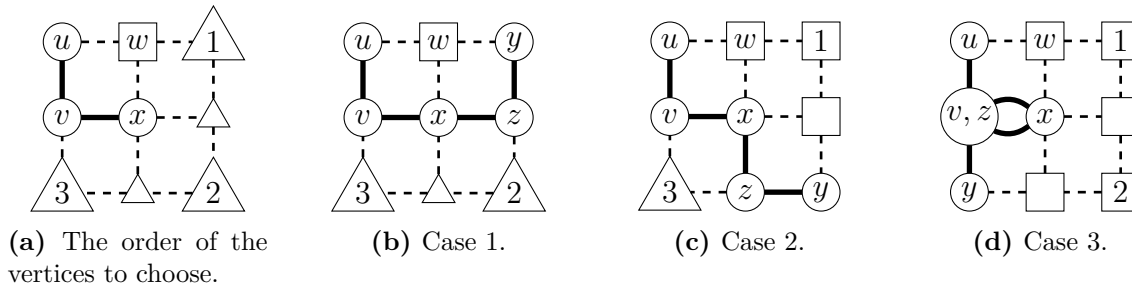 u w 1
v x
3 2
(a) The order of the
vertices to choose.
u w y
v x z
3 2
(b) Case 1.
u w 1
v x
3 z y
(c) Case 2.
u w 1
v, z x
y 2
(d) Case 3.